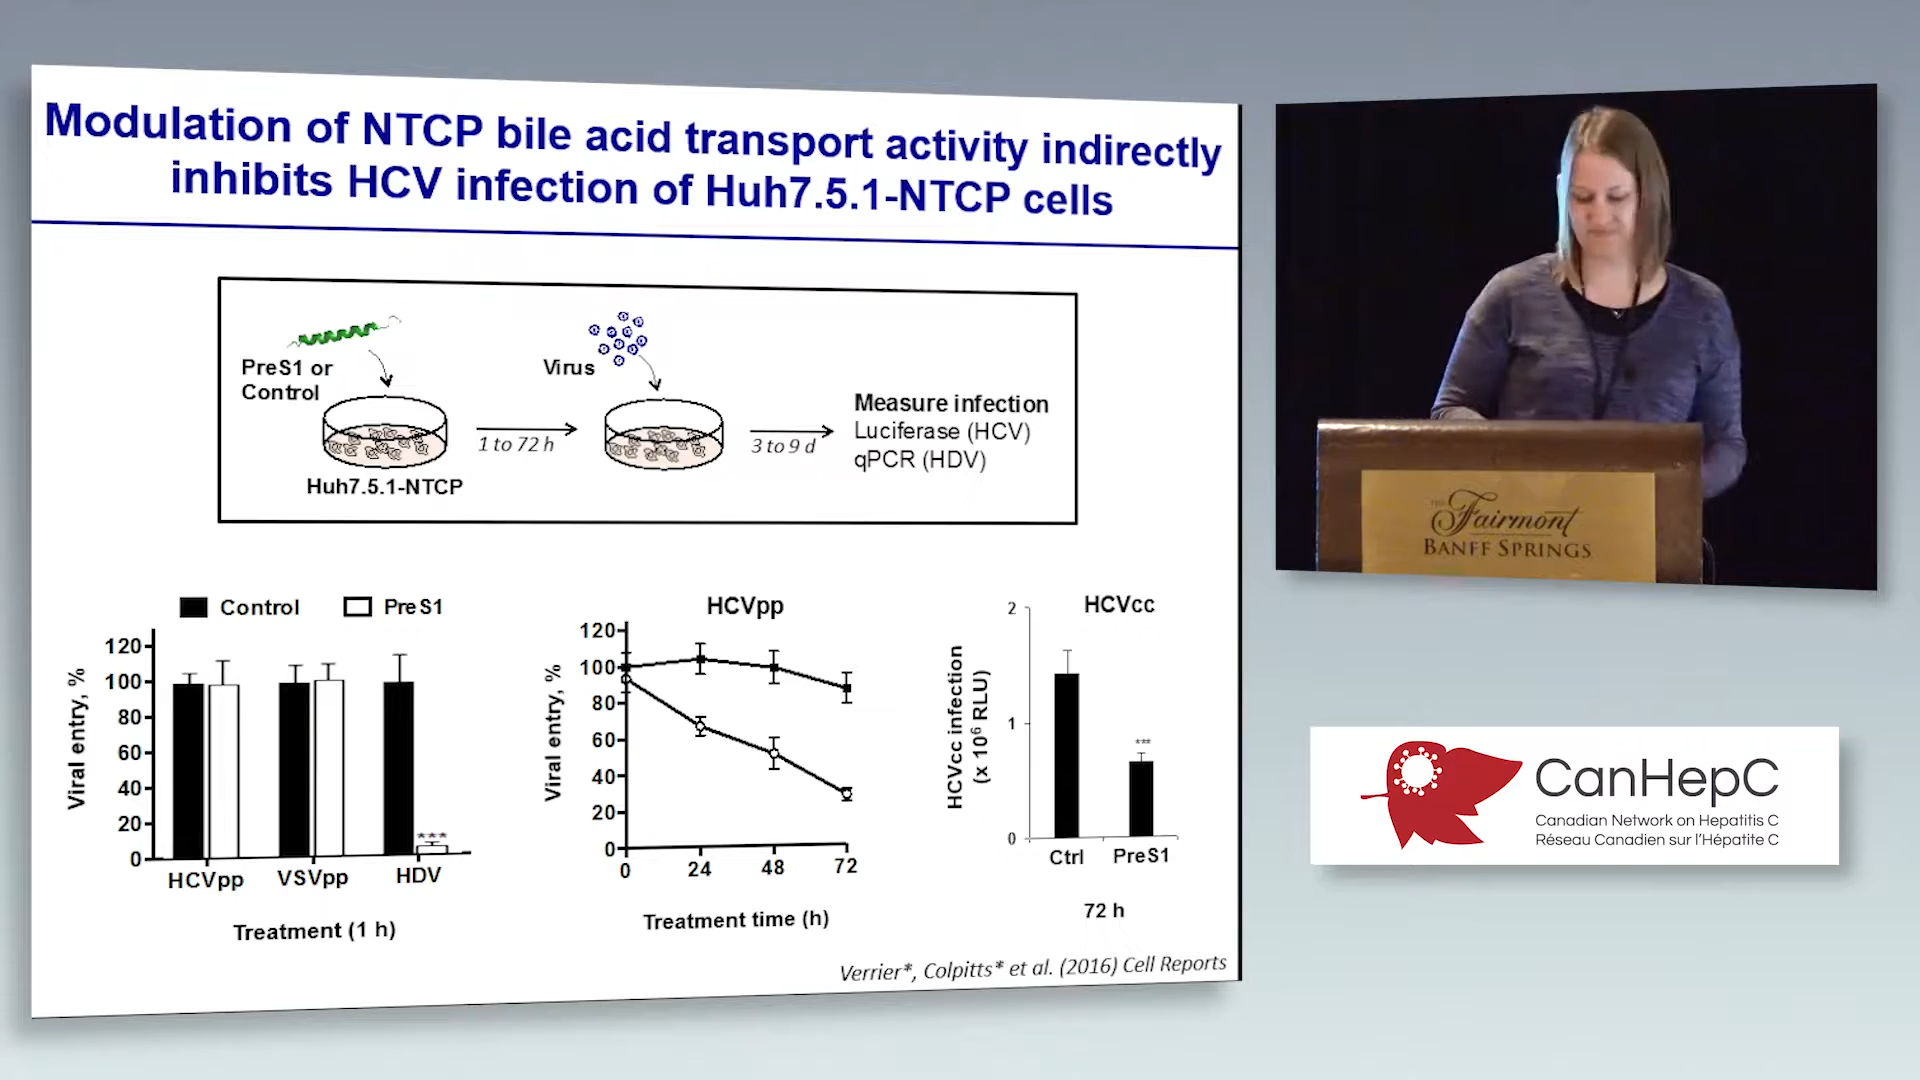 Modulation of NTCP bile acid transport activity indirectly
inhibits HCV infection of Huh7.5.1-NTCP cells
PreS1 or
Control
Huh7.5.1-NTCP
1 to 72 h
Virus
3 to 9 d
Measure infection
Luciferase (HCV)
qPCR (HDV)
Control
PreS1
Viral entry, %
120
100
80
60
40
20
0
***
HCVpp
VSVpp
HDV
Treatment (1 h)
HCVpp
Viral entry, %
120
100
80
60
40
20
0
0
24
48
72
Treatment time (h)
HCVcc
HCVcc infection
(x 10⁶ RLU)
2
1
0
***
Ctrl
PreS1
72 h
Verrier*, Colpitts* et al. (2016) Cell Reports
THE
Fairmont
BANFF SPRINGS
CanHepC
Canadian Network on Hepatitis C
Réseau Canadien sur l'Hépatite C